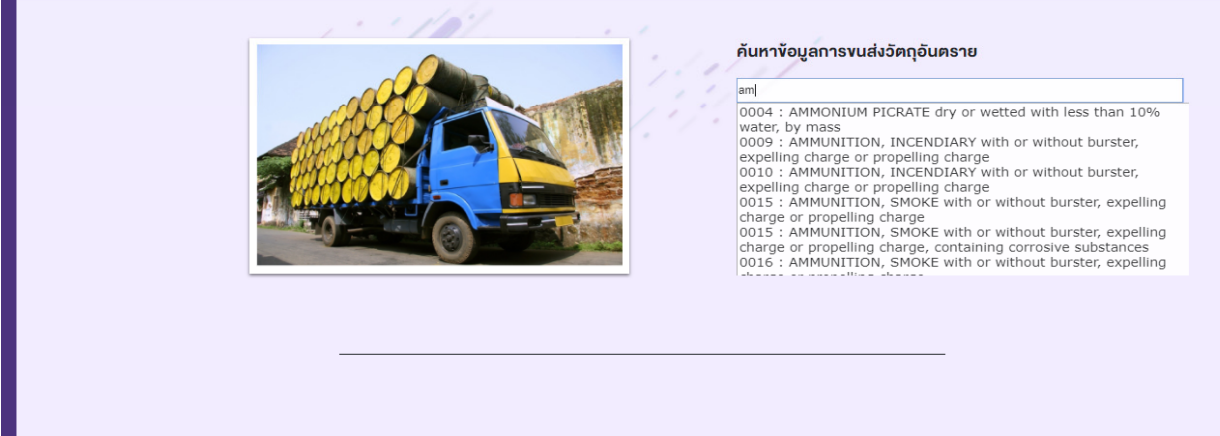 ค้นหาข้อมูลการขนส่งวัตถุอันตราย
am
0004 : AMMONIUM PICRATE dry or wetted with less than 10%
water, by mass
0009 : AMMUNITION, INCENDIARY with or without burster,
expelling charge or propelling charge
0010 : AMMUNITION, INCENDIARY with or without burster,
expelling charge or propelling charge
0015 : AMMUNITION, SMOKE with or without burster, expelling
charge or propelling charge
0015 : AMMUNITION, SMOKE with or without burster, expelling
charge or propelling charge, containing corrosive substances
0016 : AMMUNITION, SMOKE with or without burster, expelling
charge or propelling charge